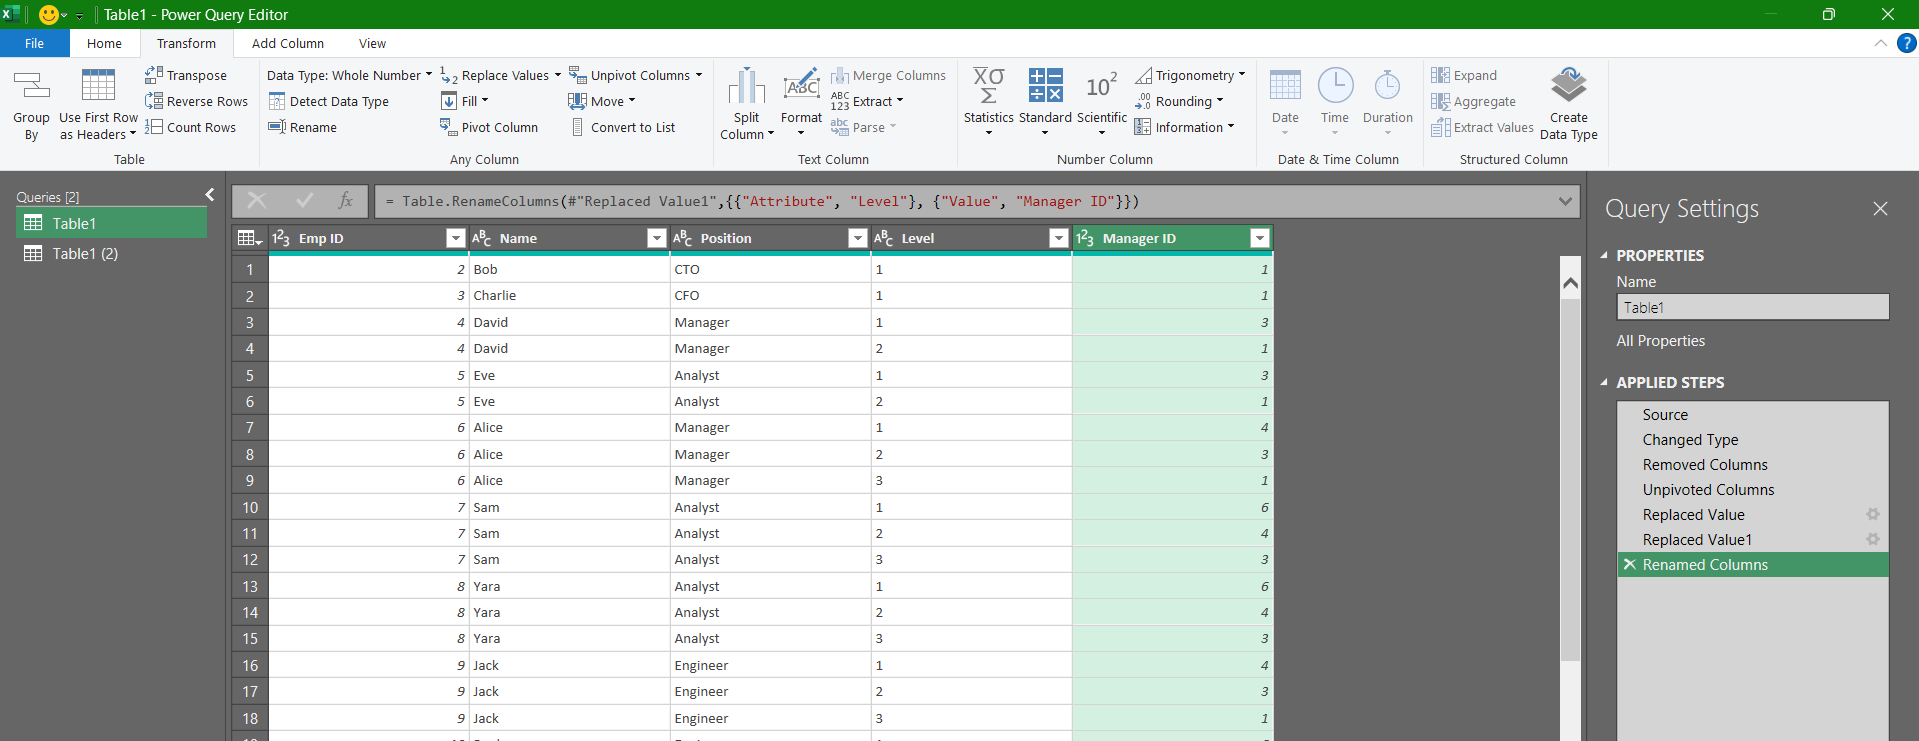 Table1 - Power Query Editor
File Home Transform Add Column View
Group By
Use First Row as Headers
Transpose
Reverse Rows
Count Rows
Table
Data Type: Whole Number
Detect Data Type
Rename
Replace Values
Fill
Pivot Column
Unpivot Columns
Move
Convert to List
Any Column
Split Column
Format
Merge Columns
Extract
Parse
Text Column
Statistics
Standard
Scientific
Trigonometry
Rounding
Information
Number Column
Date
Time
Duration
Date & Time Column
Expand
Aggregate
Extract Values
Create Data Type
Structured Column
Queries [2]
Table1
Table1 (2)
fx = Table.RenameColumns(#"Replaced Value1",{{"Attribute", "Level"}, {"Value", "Manager ID"}})
Emp ID Name Position Level Manager ID
1 2 Bob CTO 1 1
2 3 Charlie CFO 1 1
3 4 David Manager 1 3
4 4 David Manager 2 1
5 5 Eve Analyst 1 3
6 5 Eve Analyst 2 1
7 6 Alice Manager 1 4
8 6 Alice Manager 2 3
9 6 Alice Manager 3 1
10 7 Sam Analyst 1 6
11 7 Sam Analyst 2 4
12 7 Sam Analyst 3 3
13 8 Yara Analyst 1 6
14 8 Yara Analyst 2 4
15 8 Yara Analyst 3 3
16 9 Jack Engineer 1 4
17 9 Jack Engineer 2 3
18 9 Jack Engineer 3 1
Query Settings
PROPERTIES
Name
Table1
All Properties
APPLIED STEPS
Source
Changed Type
Removed Columns
Unpivoted Columns
Replaced Value
Replaced Value1
Renamed Columns